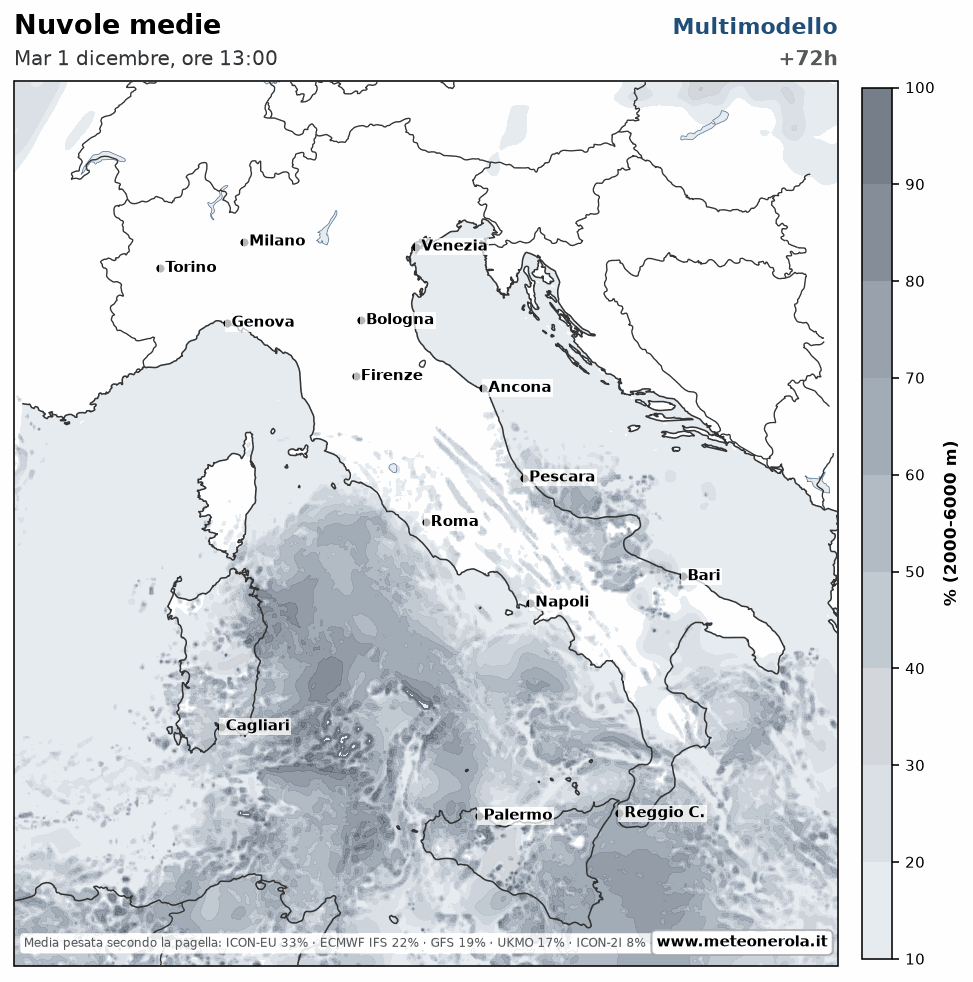 Nuvole medie
Multimodello
Mar 1 dicembre, ore 13:00
+72h
Milano
Venezia
Torino
Genova
Bologna
Firenze
Ancona
Pescara
Roma
Bari
Napoli
Cagliari
Palermo
Reggio C.
100
90
80
70
60
50
40
30
20
10
% (2000-6000 m)
Media pesata secondo la pagella: ICON-EU 33% · ECMWF IFS 22% · GFS 19% · UKMO 17% · ICON-2I 8%
www.meteonerola.it